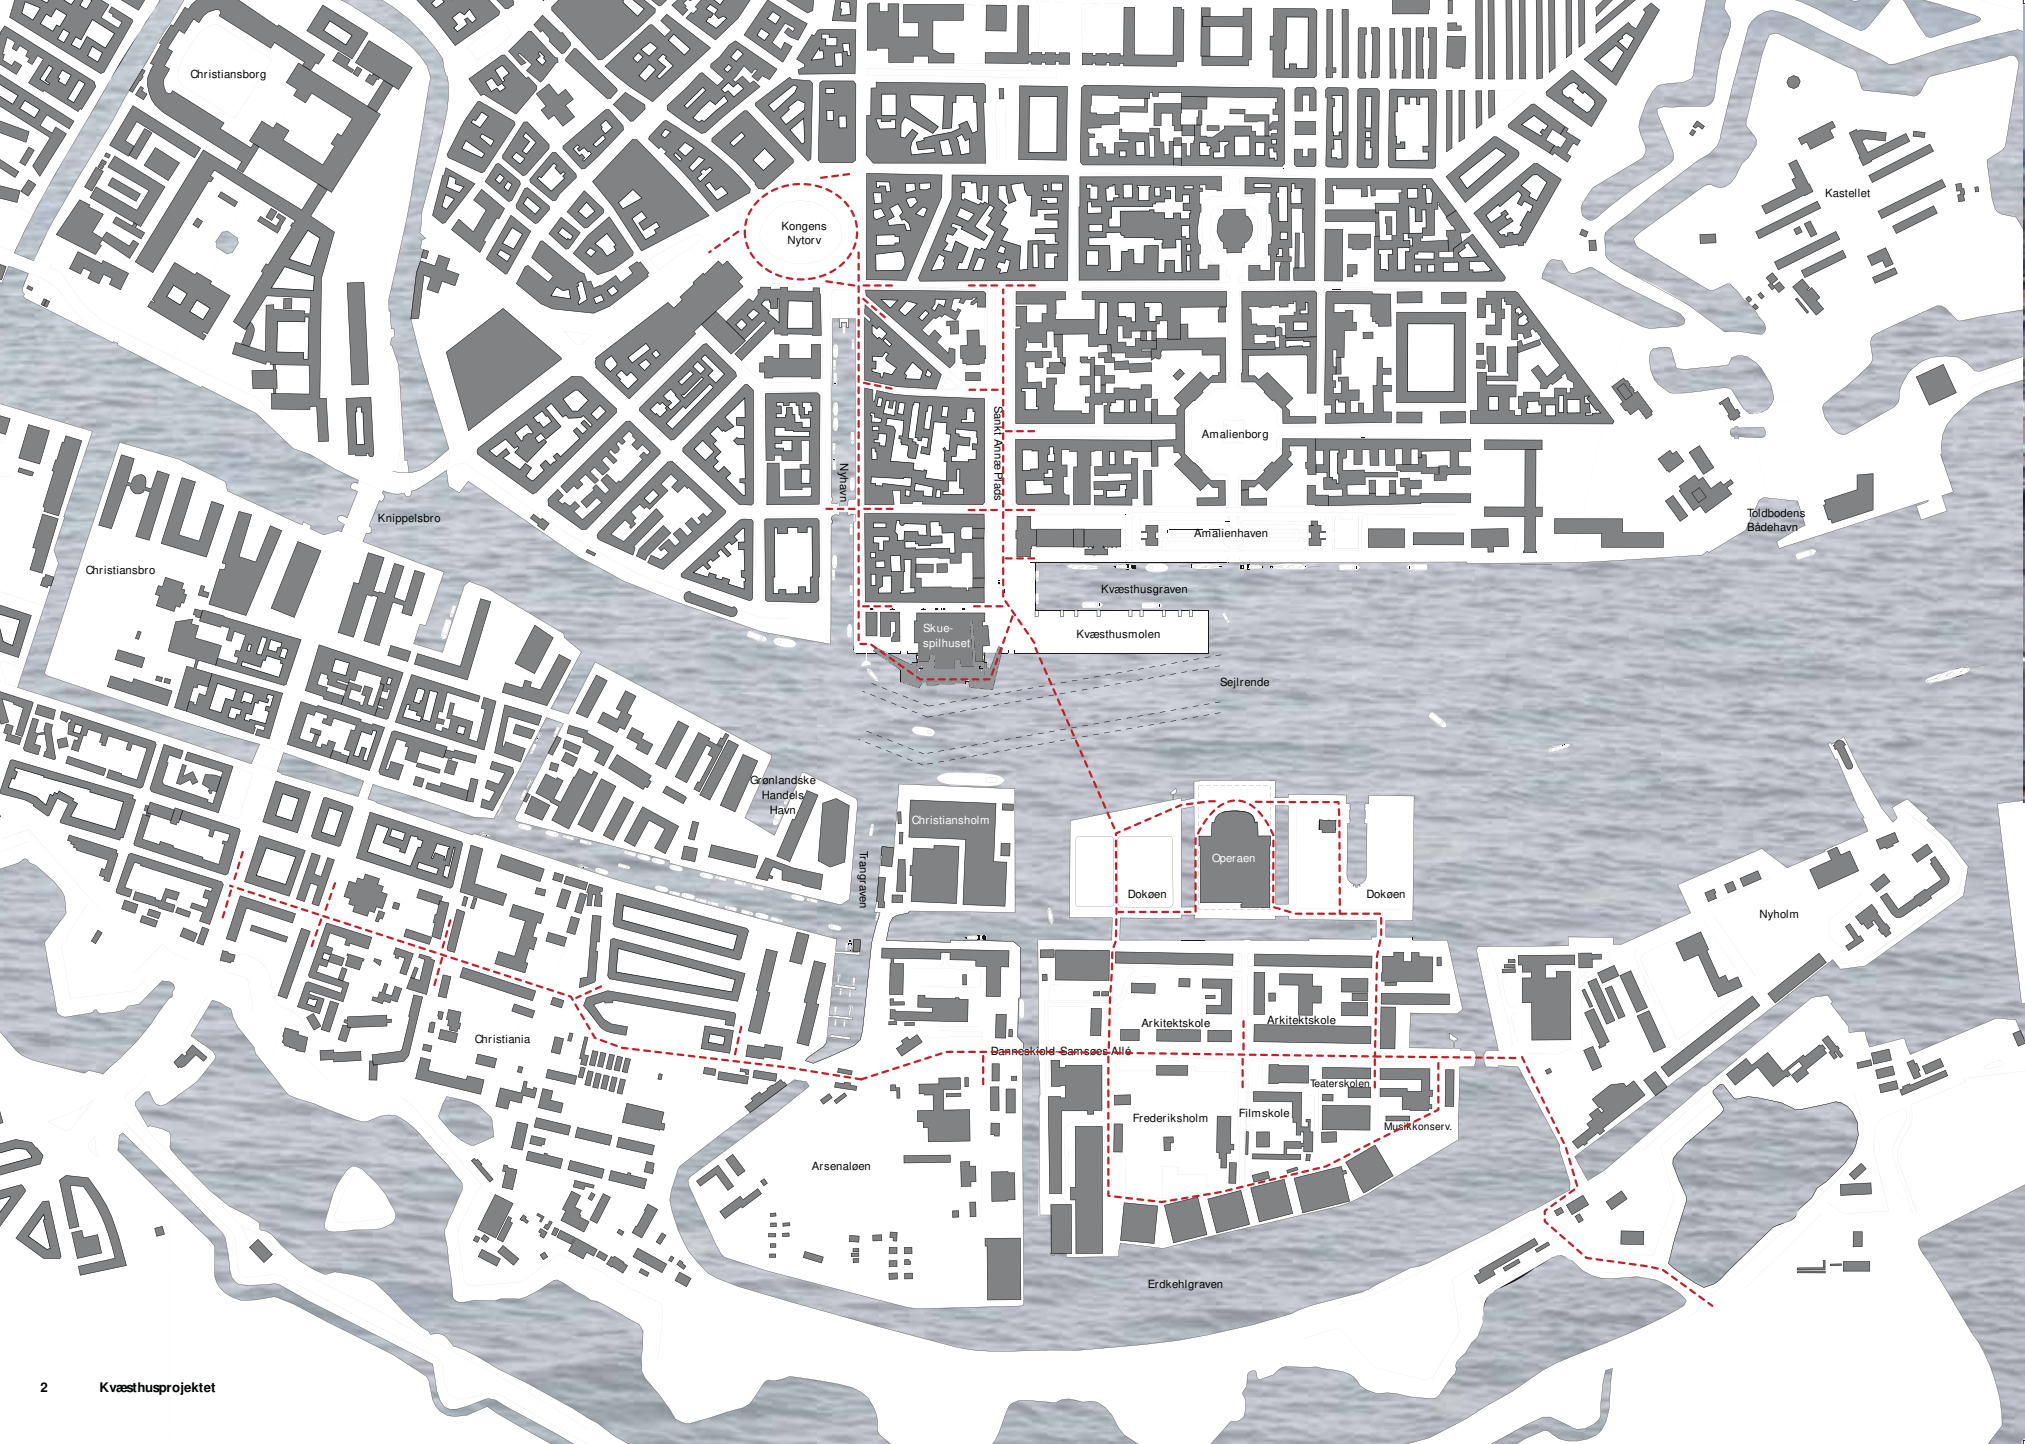 Christiansborg
Kastellet
Kongens
Nytorv
Sankt Annæ Plads
Amalienborg
Nyhavn
Knippelsbro
Toldbodens
Bådehavn
Amalienhaven
Christiansbro
Kvæsthusgraven
Skue-
spilhuset
Kvæsthusmolen
Sejlrende
Grønlandske
Handels
Havn
Christiansholm
Trangraven
Operaen
Dokøen
Dokøen
Nyholm
Christiania
Arkitektskole
Arkitektskole
Danneskiold-Samsøes Allé
Teaterskolen
Frederiksholm
Filmskole
Musikkonserv.
Arsenaløen
Erdkehlgraven
2 Kvæsthusprojektet